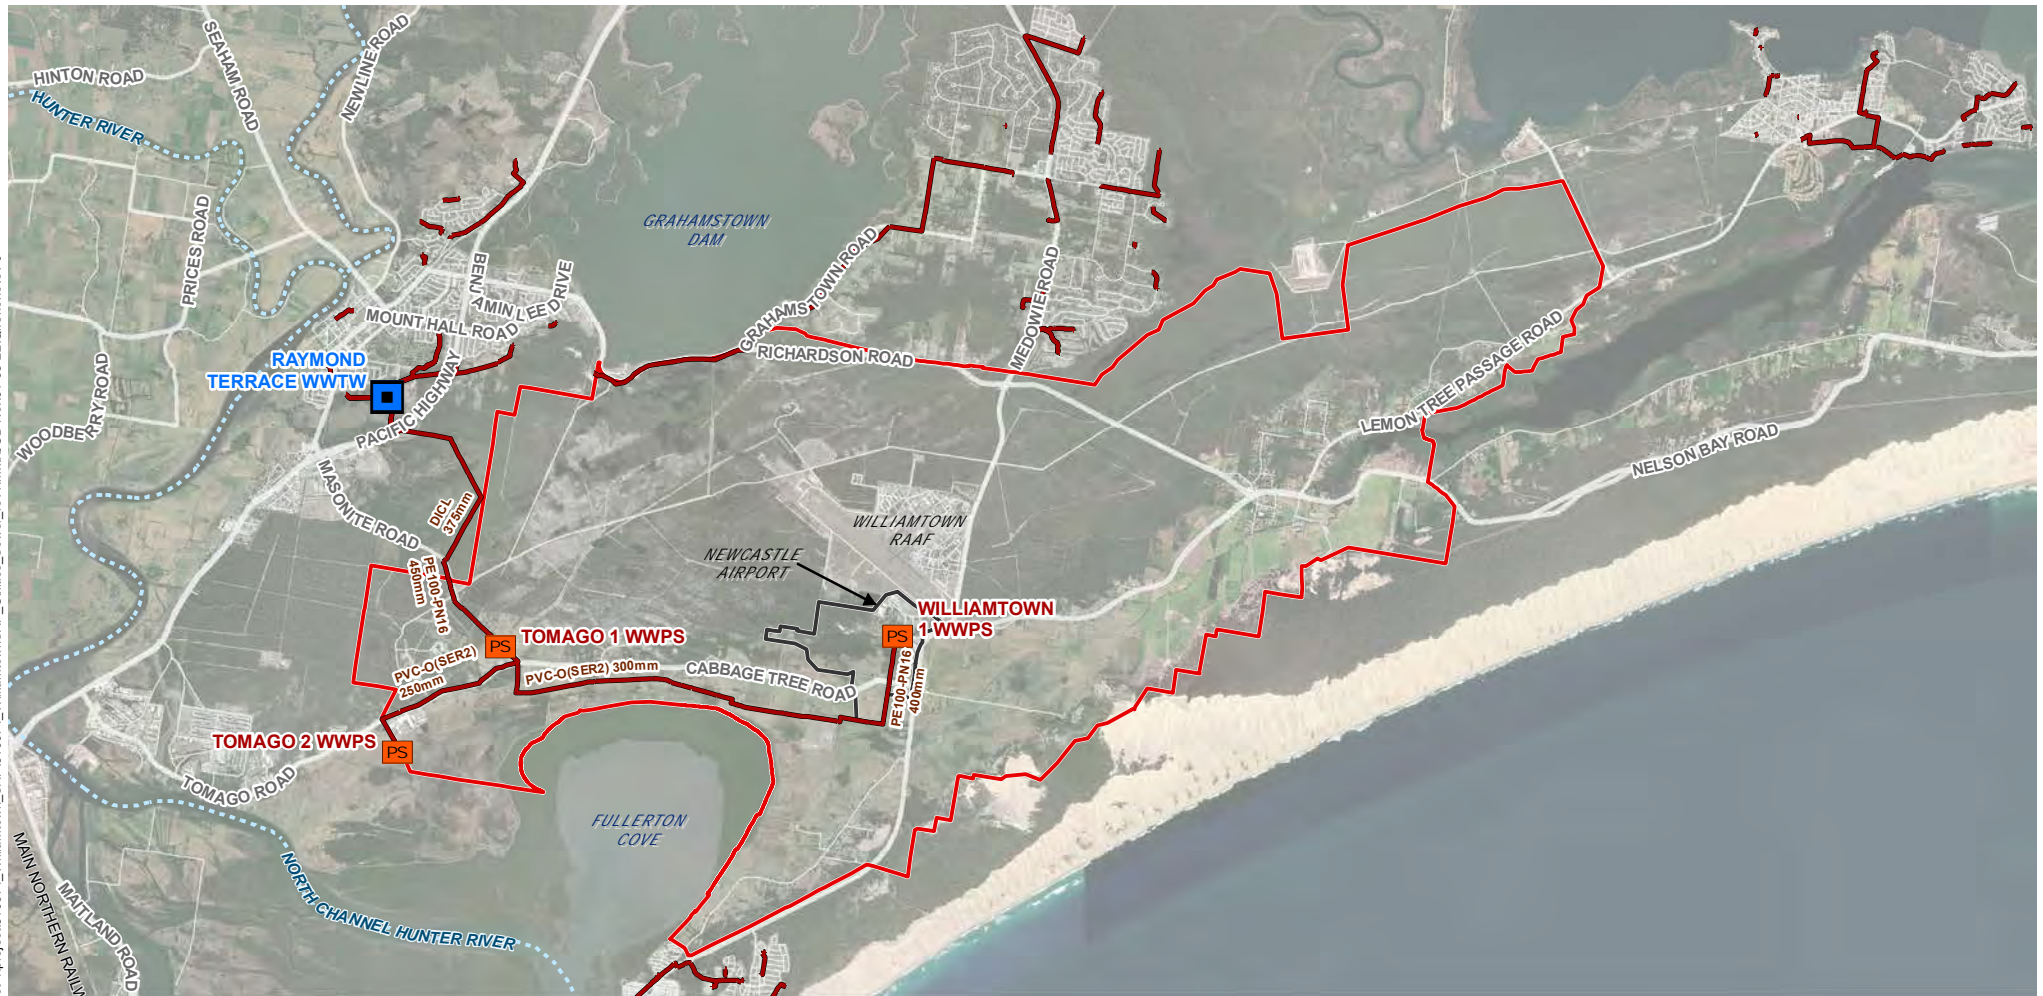 SEAHAM ROAD
NEWLINE ROAD
HINTON ROAD
HUNTER RIVER
PRICES ROAD
GRAHAMSTOWN
DAM
BENJAMIN LEE DRIVE
GRAHAMSTOWN ROAD
MEDOWIE ROAD
MOUNT HALL ROAD
RICHARDSON ROAD
RAYMOND
TERRACE WWTW
PACIFIC HIGHWAY
WOODBERRY ROAD
LEMON TREE PASSAGE ROAD
NELSON BAY ROAD
MASONITE ROAD
DICL
375mm
WILLIAMTOWN
RAAF
NEWCASTLE
AIRPORT
PE100-PN16
450mm
WILLIAMTOWN
1 WWPS
PS
TOMAGO 1 WWPS
PS
PVC-O(SER2)
250mm
PVC-O(SER2) 300mm
CABBAGE TREE ROAD
PE100-PN16
400mm
TOMAGO 2 WWPS
PS
TOMAGO ROAD
FULLERTON
COVE
NORTH CHANNEL HUNTER RIVER
MAITLAND ROAD
MAIN NORTHERN RAILW